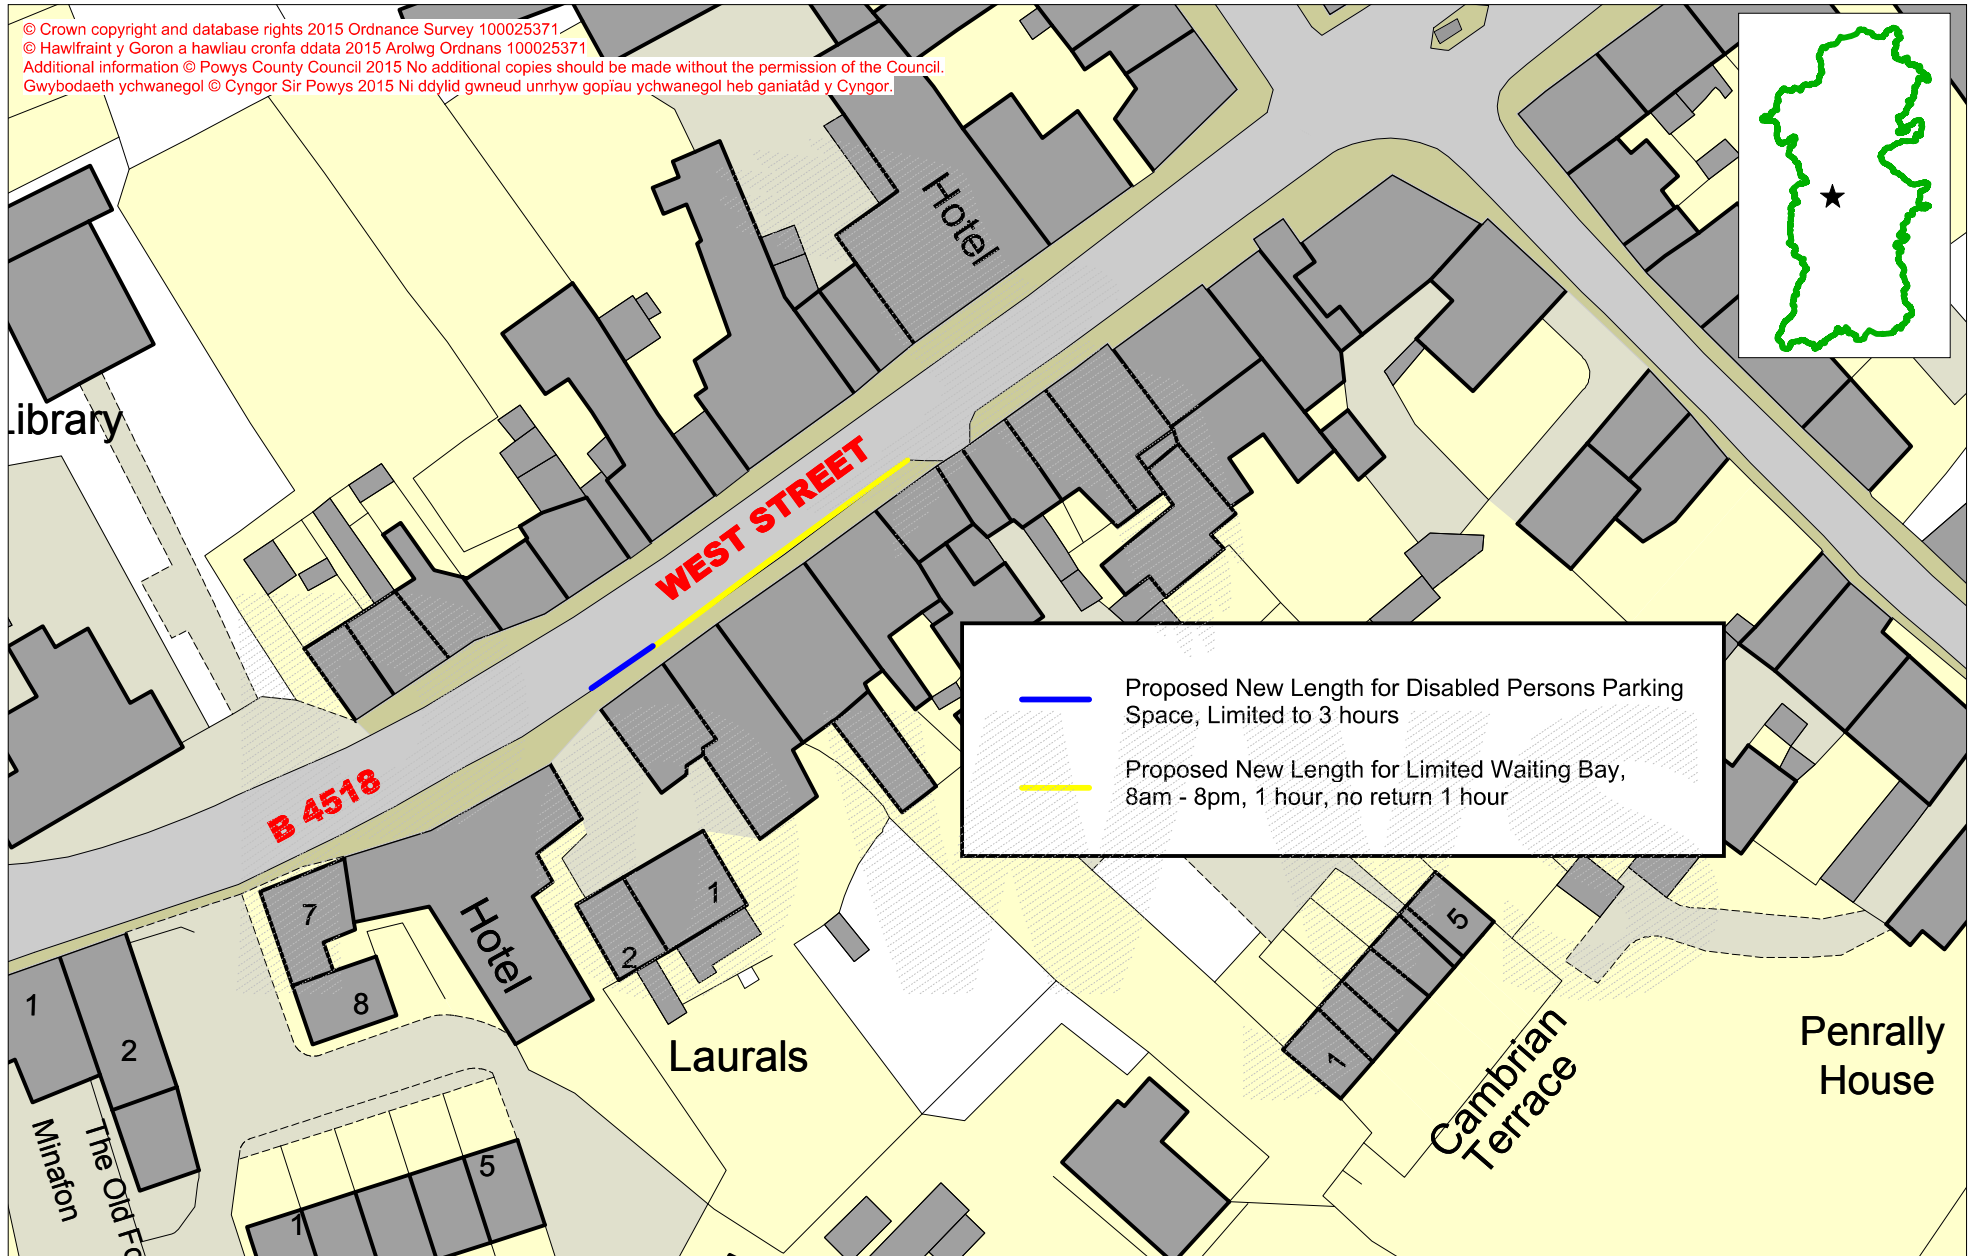 © Crown copyright and database rights 2015 Ordnance Survey 100025371
© Hawlfraint y Goron a hawliau cronfa ddata 2015 Arolwg Ordnans 100025371
Additional information © Powys County Council 2015 No additional copies should be made without the permission of the Council.
Gwybodaeth ychwanegol © Cyngor Sir Powys 2015 Ni ddylid gwneud unrhyw gopïau ychwanegol heb ganiatâd y Cyngor.
Hotel
Library
WEST STREET
Proposed New Length for Disabled Persons Parking
Space, Limited to 3 hours
Proposed New Length for Limited Waiting Bay,
8am - 8pm, 1 hour, no return 1 hour
B 4518
7
8
Hotel
1
2
5
1
1
2
Laurals
Cambrian
Terrace
Penrally
House
Minafon
The Old
5
1